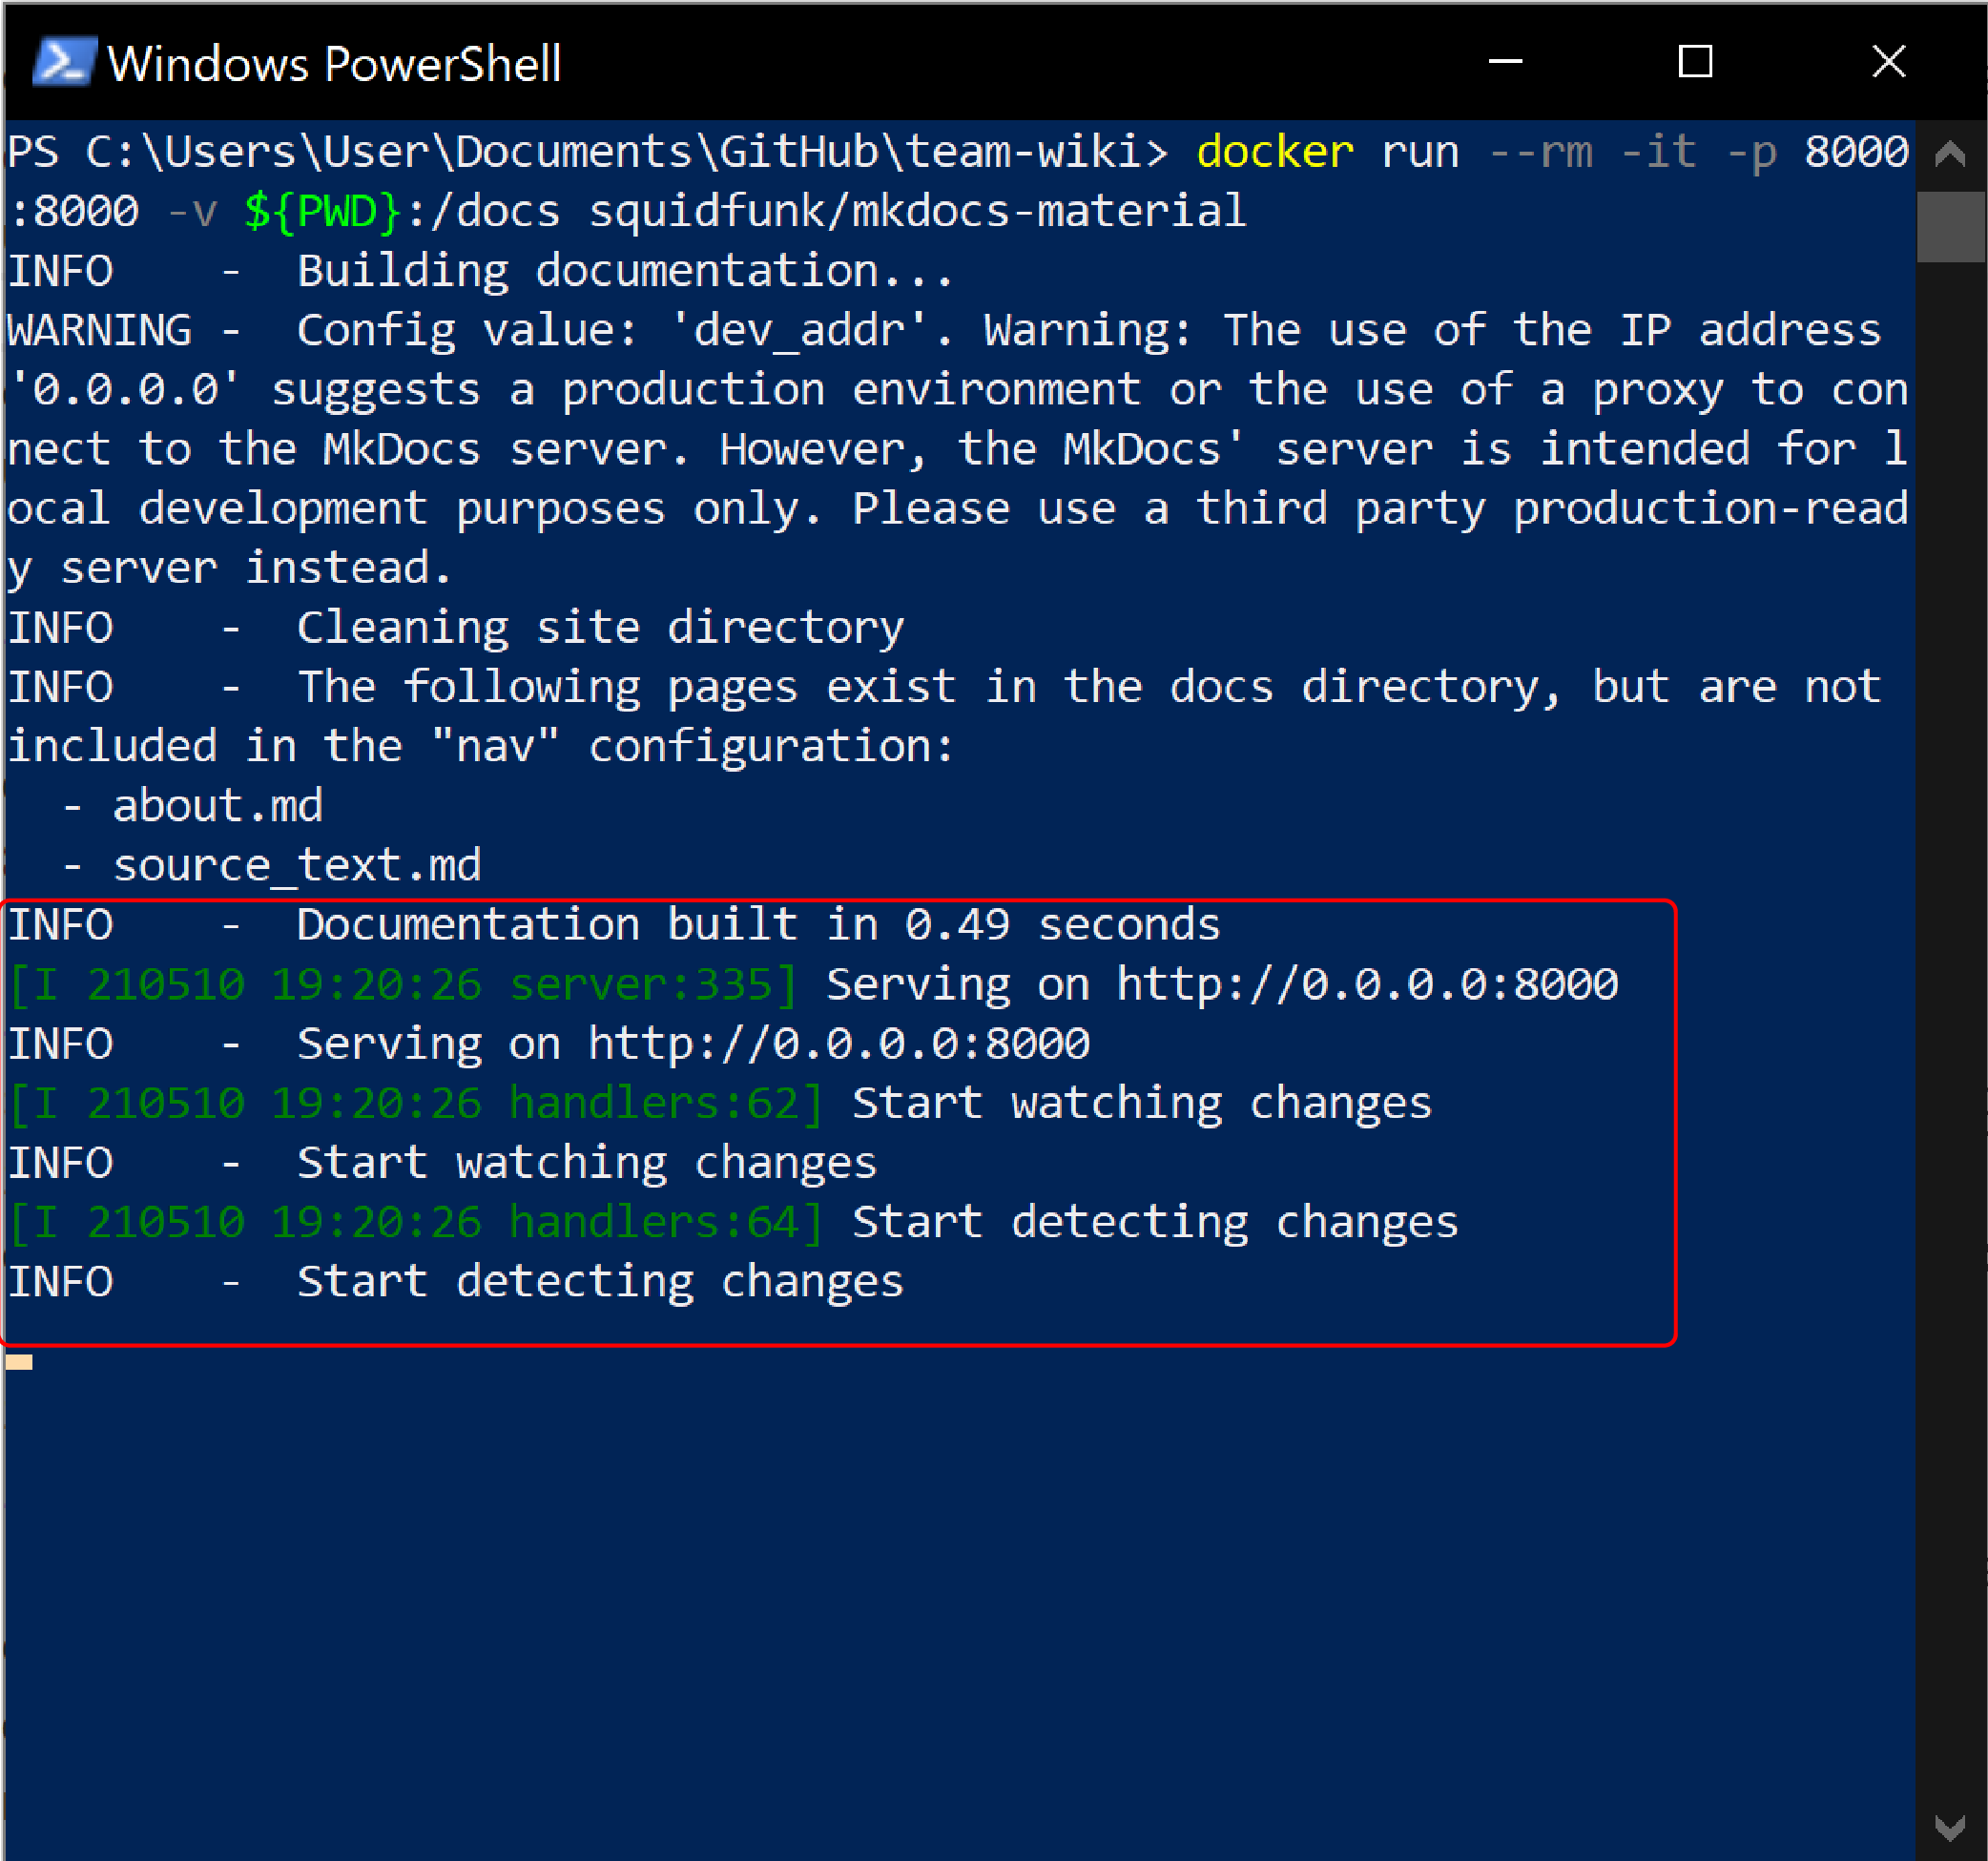 Windows PowerShell
PS C:\Users\User\Documents\GitHub\team-wiki> docker run --rm -it -p 8000
:8000 -v ${PWD}:/docs squidfunk/mkdocs-material
INFO    -  Building documentation...
WARNING -  Config value: 'dev_addr'. Warning: The use of the IP address
'0.0.0.0' suggests a production environment or the use of a proxy to con
nect to the MkDocs server. However, the MkDocs' server is intended for l
ocal development purposes only. Please use a third party production-read
y server instead.
INFO    -  Cleaning site directory
INFO    -  The following pages exist in the docs directory, but are not
included in the "nav" configuration:
  - about.md
  - source_text.md
INFO    -  Documentation built in 0.49 seconds
[I 210510 19:20:26 server:335] Serving on http://0.0.0.0:8000
INFO    -  Serving on http://0.0.0.0:8000
[I 210510 19:20:26 handlers:62] Start watching changes
INFO    -  Start watching changes
[I 210510 19:20:26 handlers:64] Start detecting changes
INFO    -  Start detecting changes